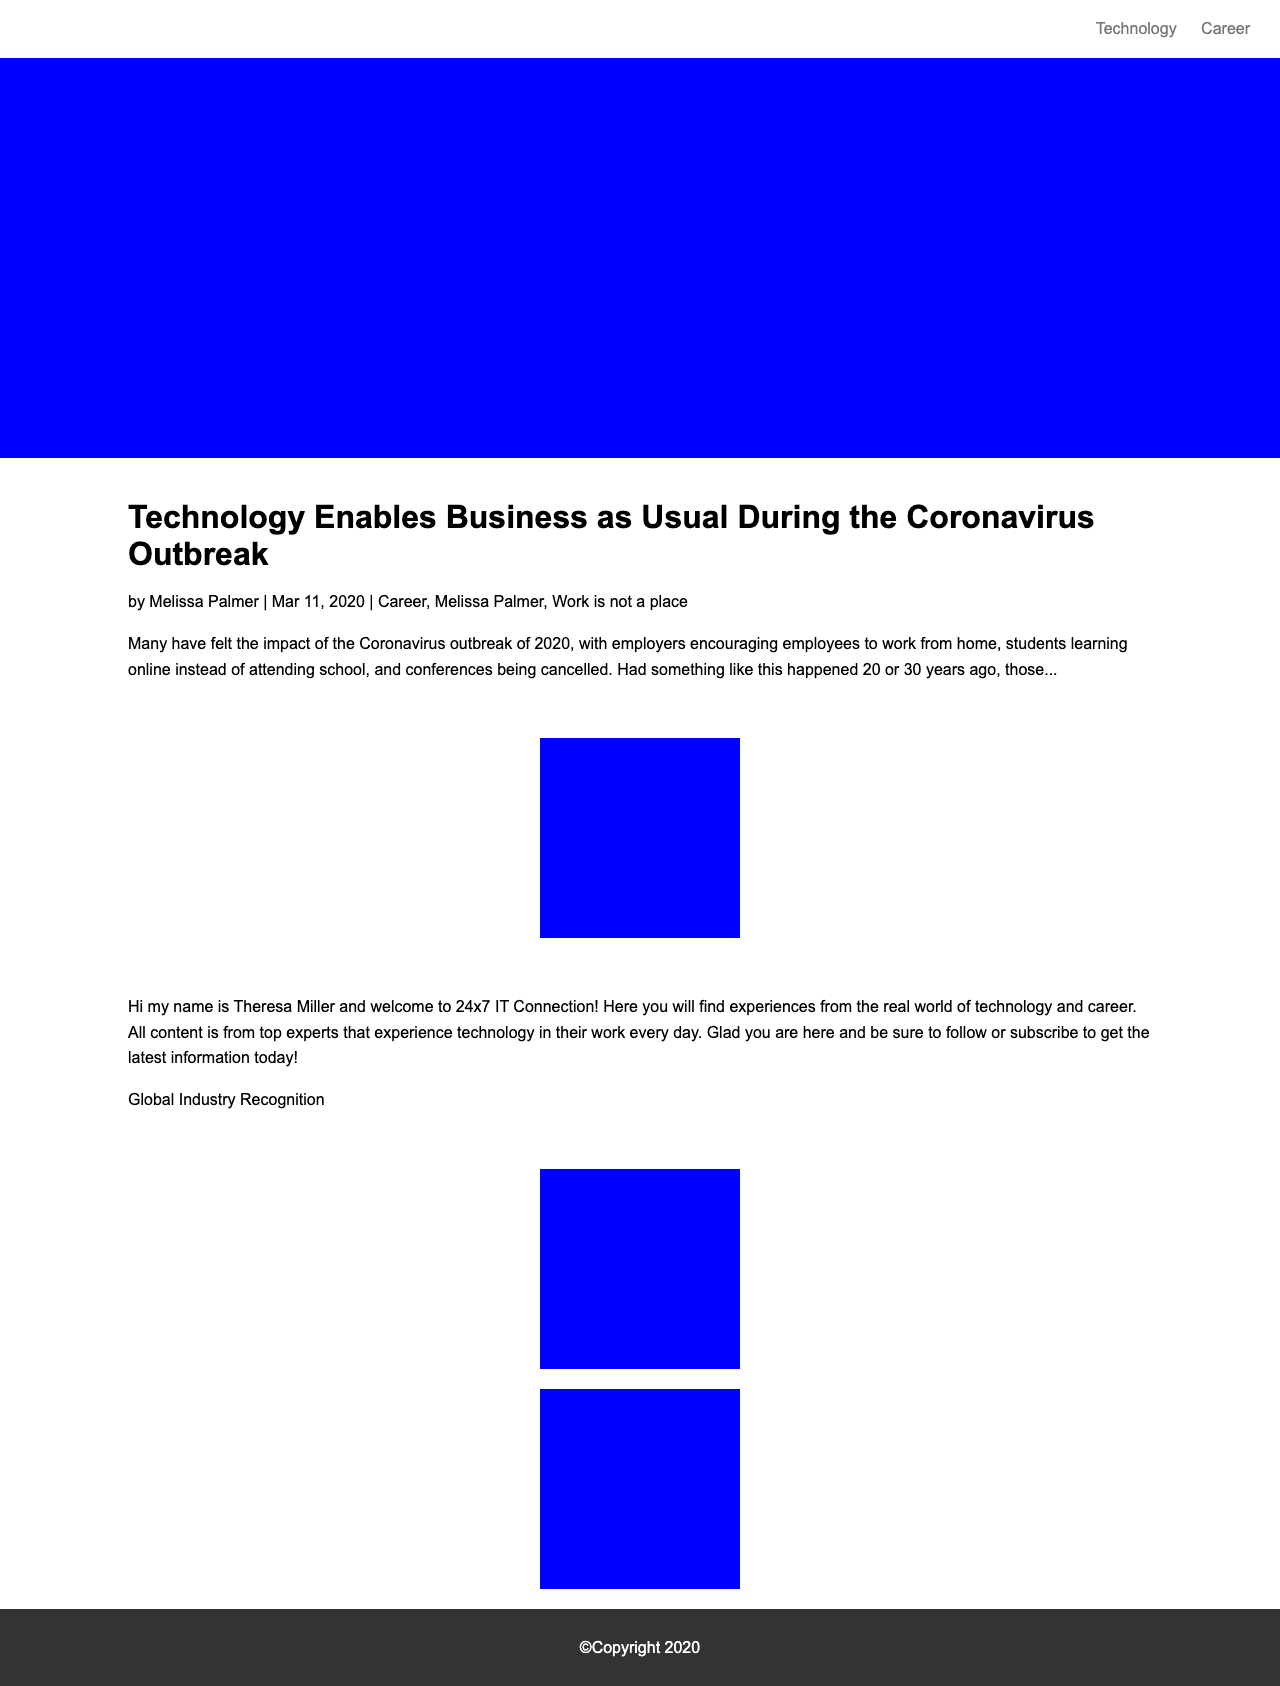 Technology Career
Technology Enables Business as Usual During the Coronavirus
Outbreak
by Melissa Palmer | Mar 11, 2020 | Career, Melissa Palmer, Work is not a place
Many have felt the impact of the Coronavirus outbreak of 2020, with employers encouraging employees to work from home, students learning
online instead of attending school, and conferences being cancelled. Had something like this happened 20 or 30 years ago, those...
Hi my name is Theresa Miller and welcome to 24x7 IT Connection! Here you will find experiences from the real world of technology and career.
All content is from top experts that experience technology in their work every day. Glad you are here and be sure to follow or subscribe to get the
latest information today!
Global Industry Recognition
©Copyright 2020